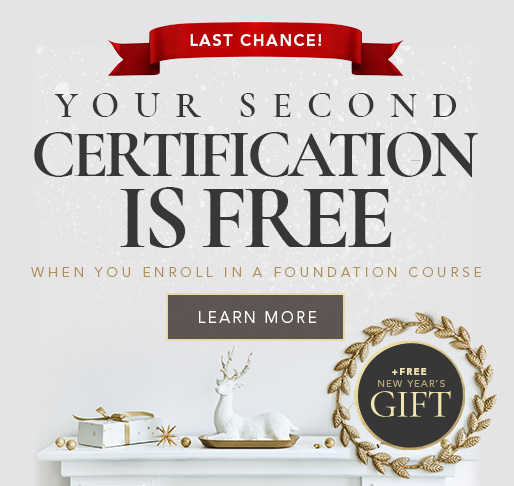 LAST CHANCE!
YOUR SECOND
CERTIFICATION
IS FREE
WHEN YOU ENROLL IN A FOUNDATION COURSE
LEARN MORE
+FREE
NEW YEAR'S
GIFT